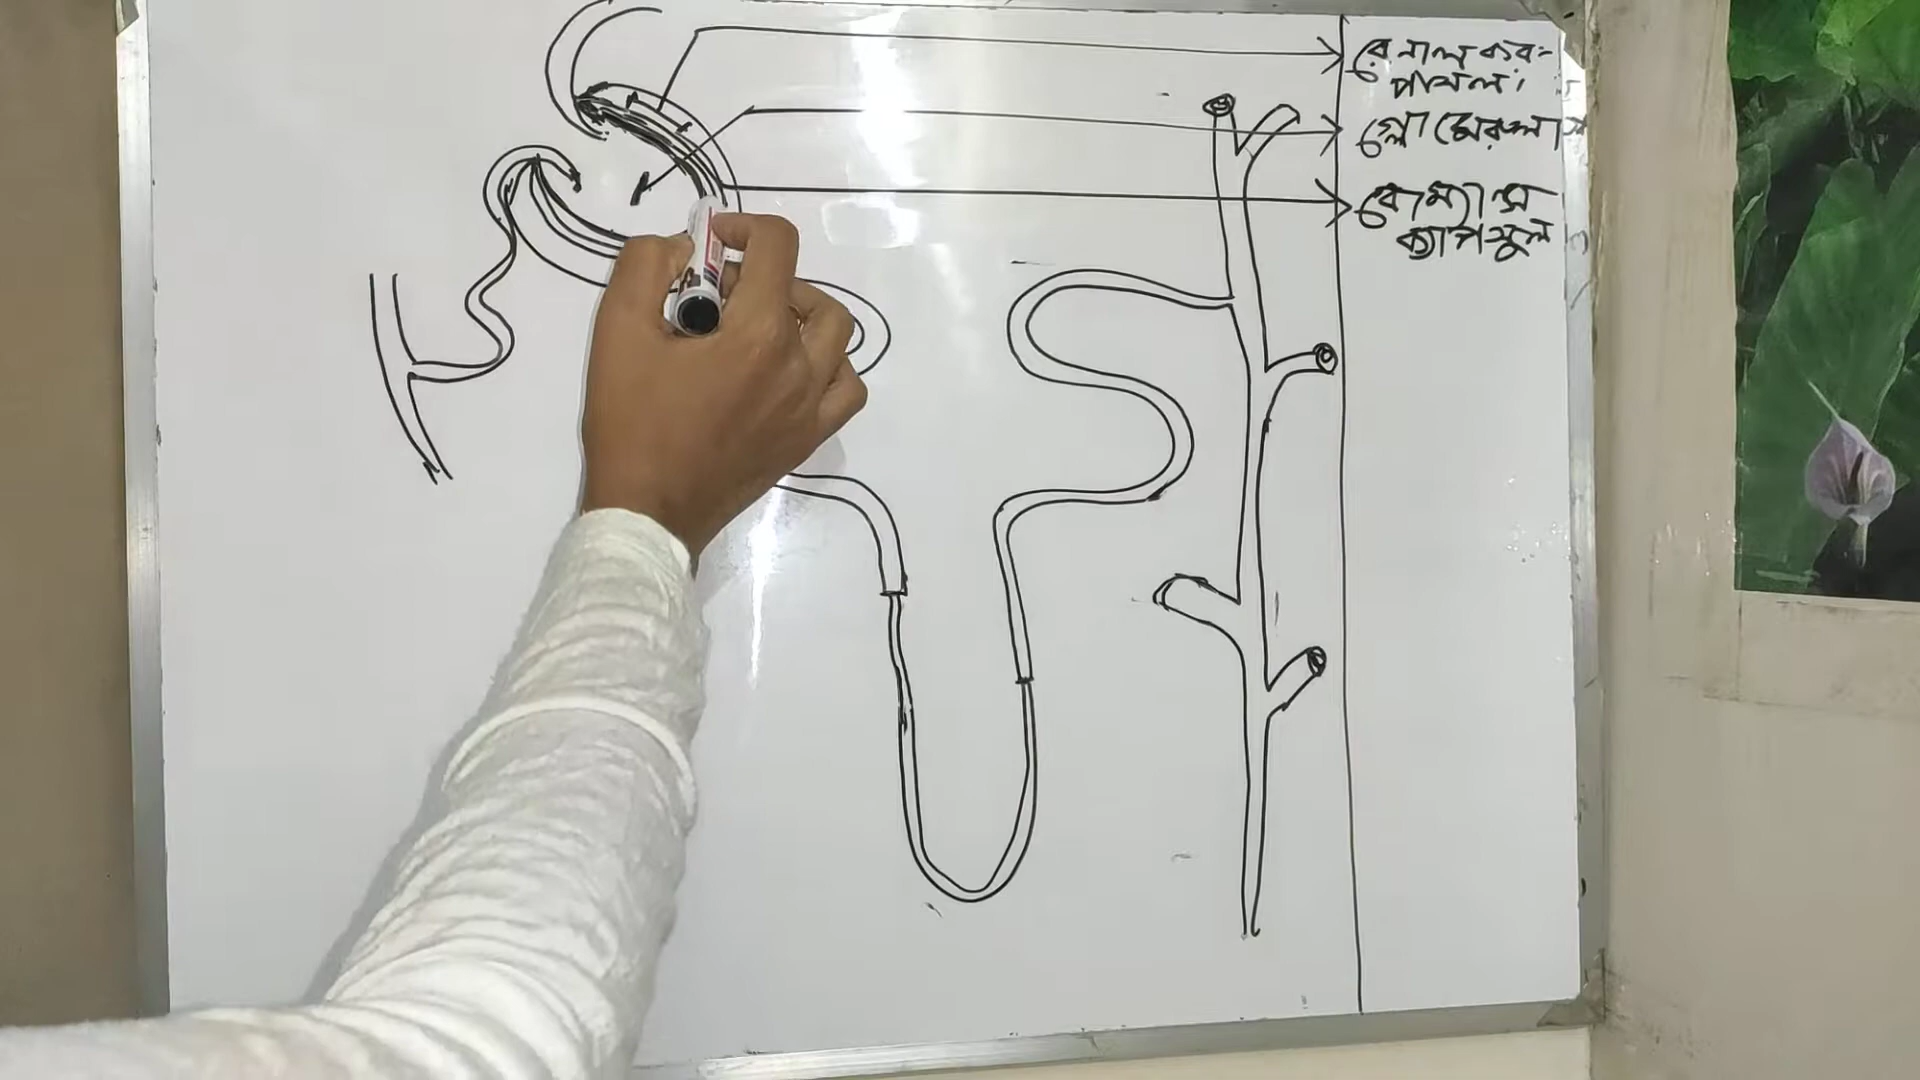 রেনাল কর-
পাসল।
গ্লোমেরুলাস
বোম্যান্স
ক্যাপসুল